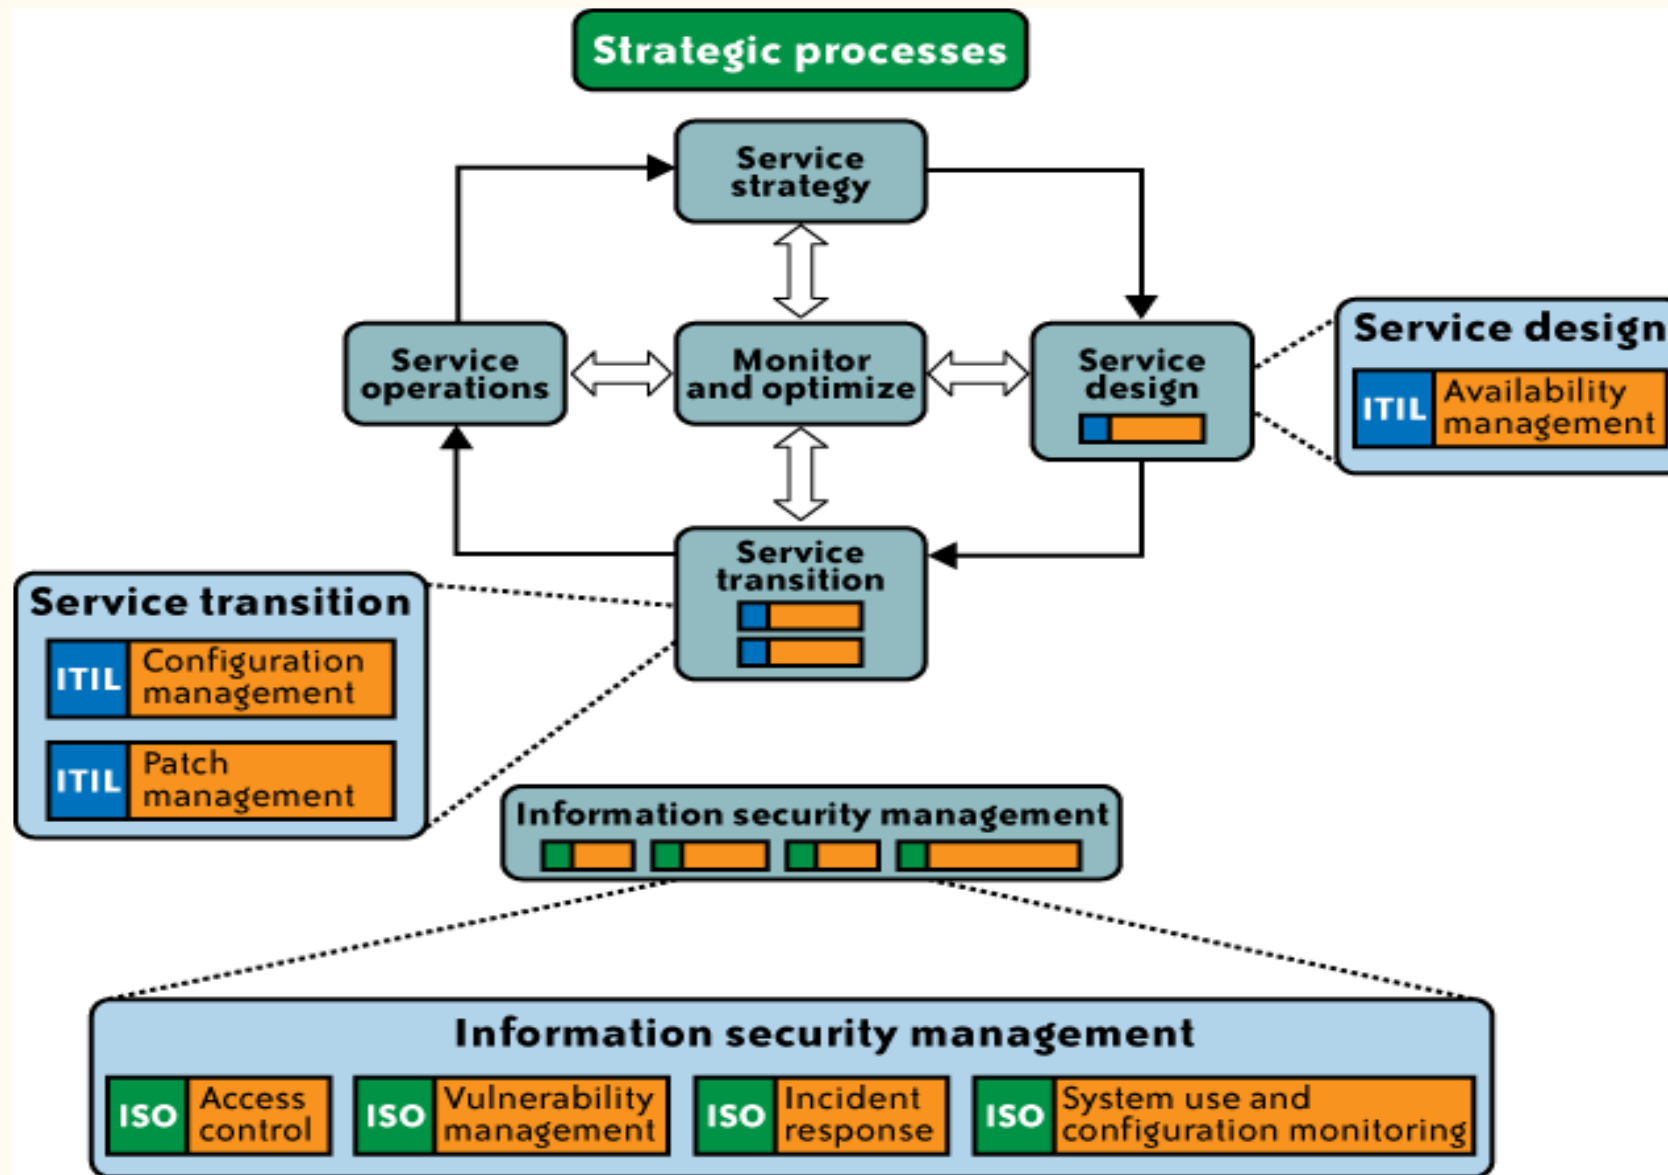 Strategic processes
Service
strategy
Service
operations
Monitor
and optimize
Service
design
Service design
ITIL
Availability
management
Service
transition
Service transition
ITIL
Configuration
management
ITIL
Patch
management
Information security management
Information security management
ISO
Access
control
ISO
Vulnerability
management
ISO
Incident
response
ISO
System use and
configuration monitoring